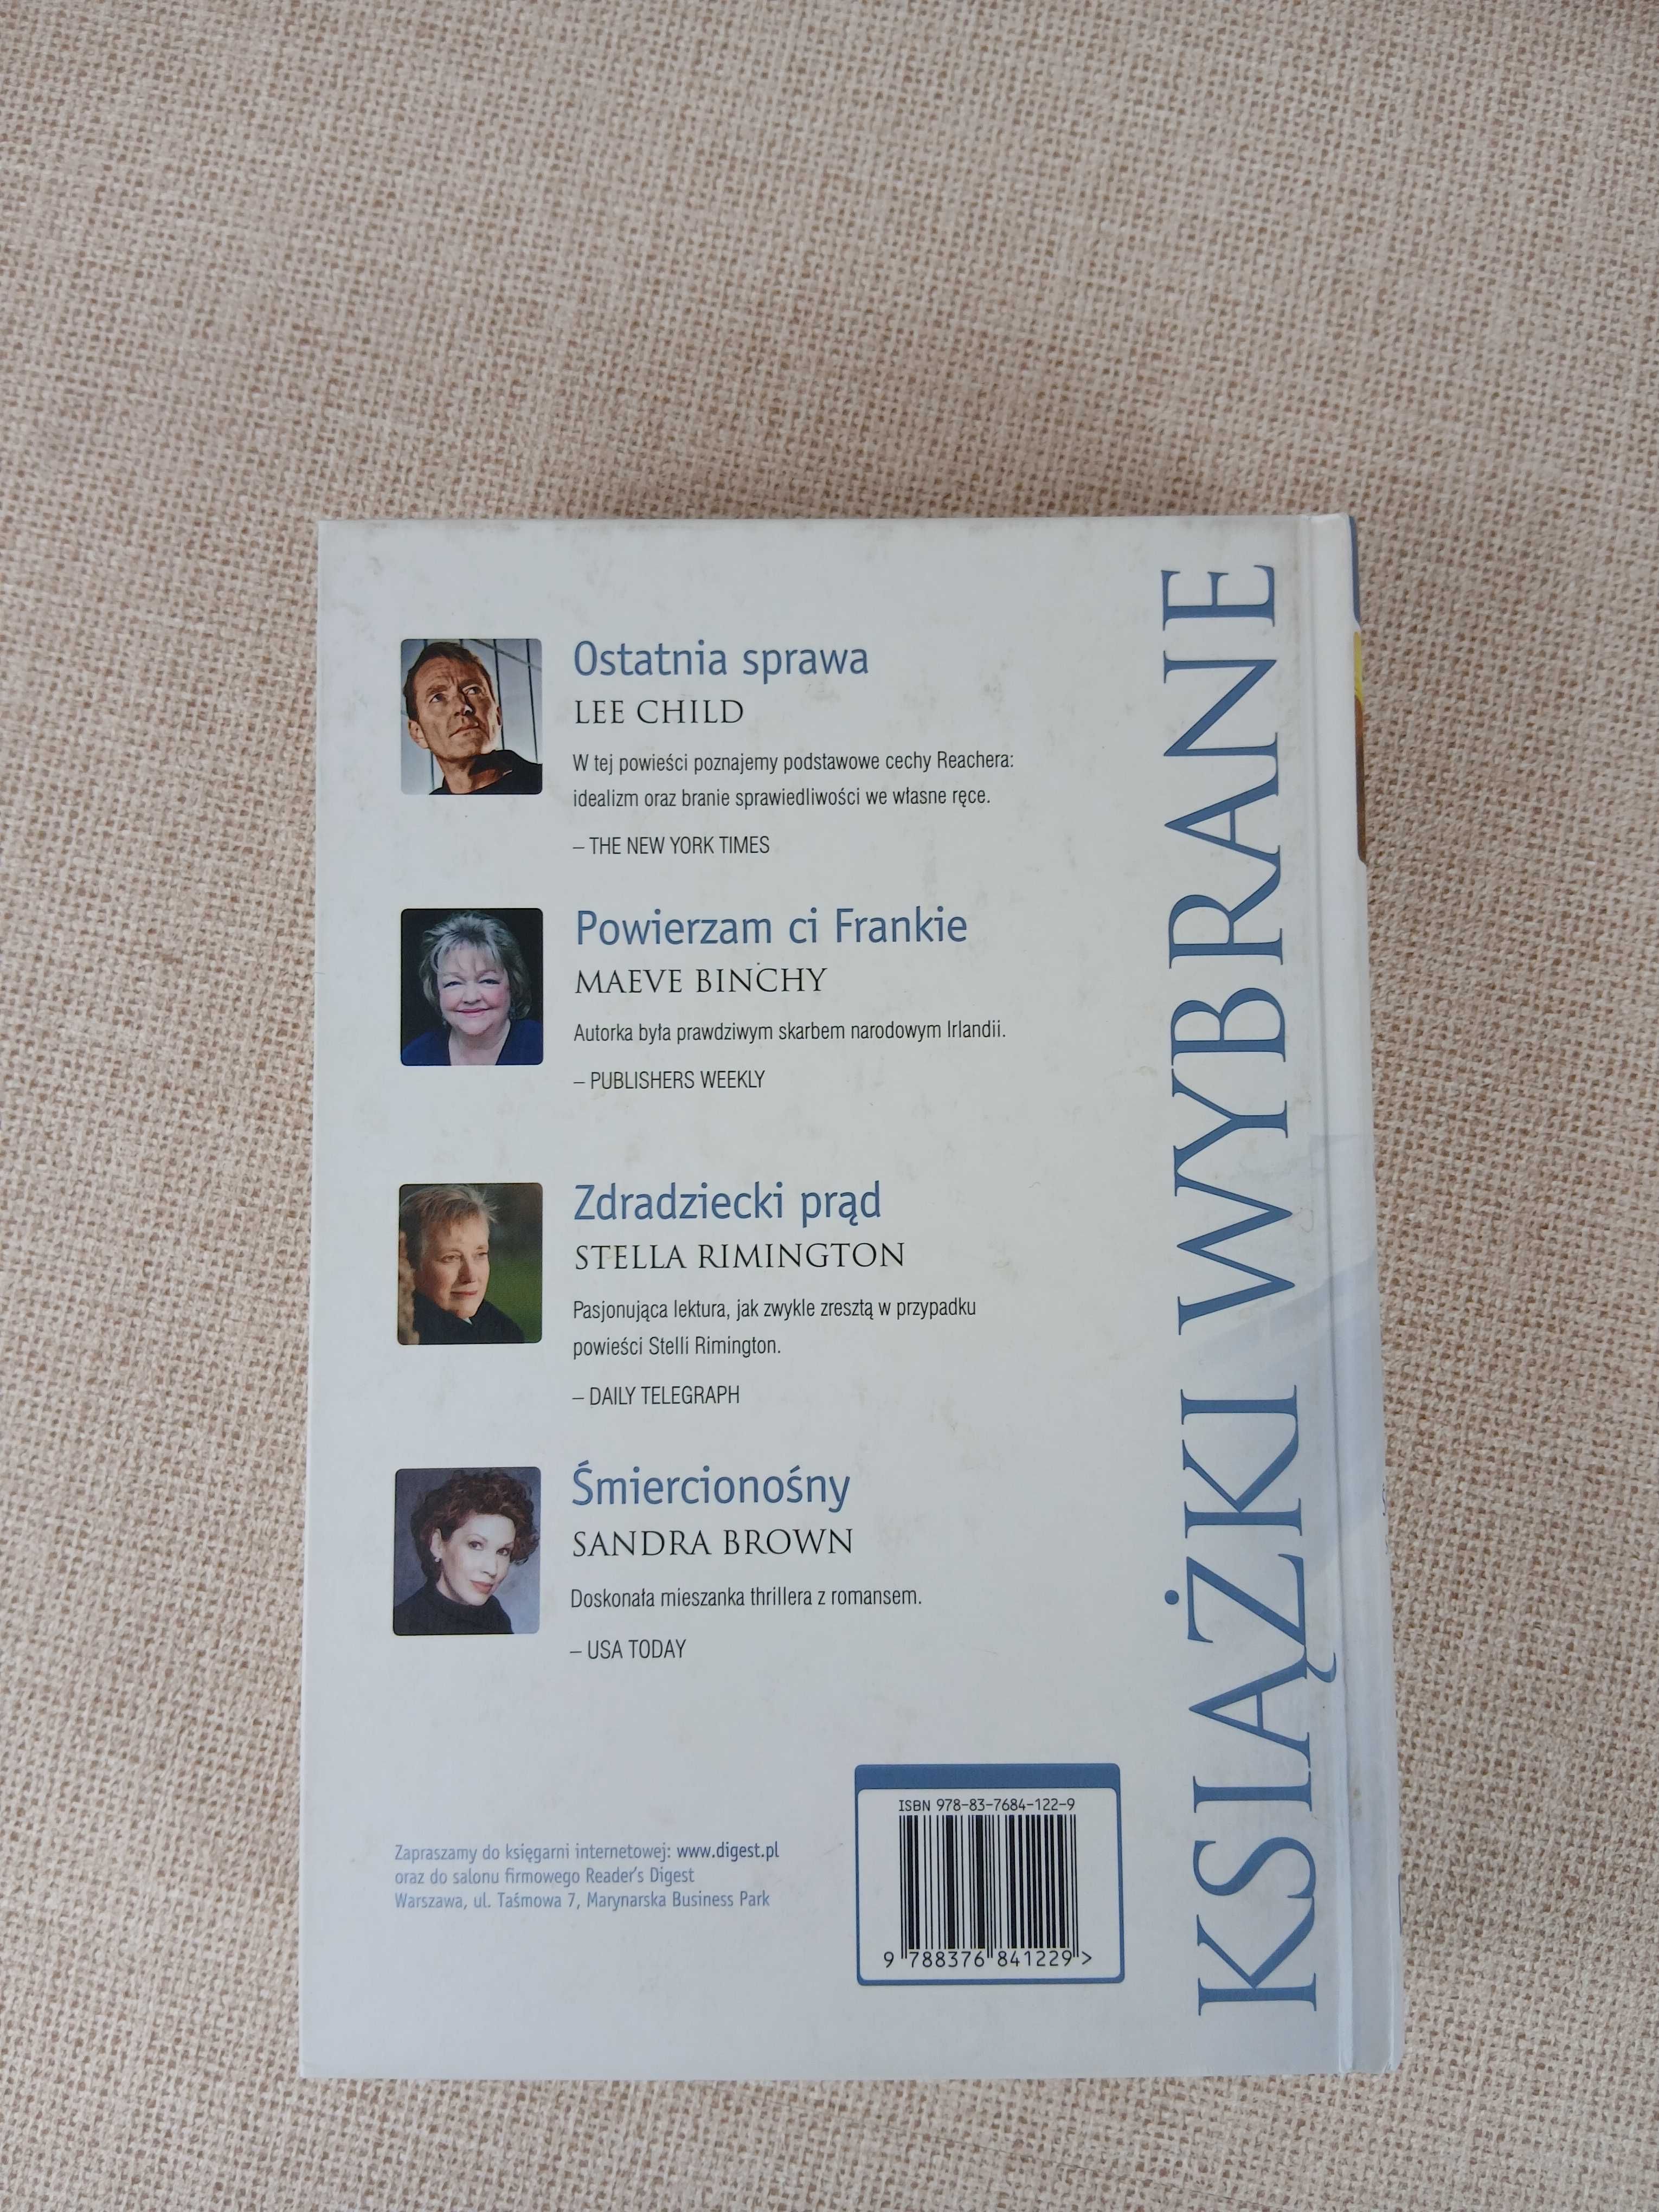 Ostatnia sprawa
LEE CHILD
W tej powieści poznajemy podstawowe cechy Reachera:
idealizm oraz branie sprawiedliwości we własne ręce.
– THE NEW YORK TIMES
Powierzam ci Frankie
MAEVE BINCHY
Autorka była prawdziwym skarbem narodowym Irlandii.
– PUBLISHERS WEEKLY
Zdradziecki prąd
STELLA RIMINGTON
Pasjonująca lektura, jak zwykle zresztą w przypadku
powieści Stelli Rimington.
– DAILY TELEGRAPH
Śmiercionośny
SANDRA BROWN
Doskonała mieszanka thrillera z romansem.
– USA TODAY
Zapraszamy do księgarni internetowej: www.digest.pl
oraz do salonu firmowego Reader's Digest
Warszawa, ul. Taśmowa 7, Marynarska Business Park
ISBN 978-83-7684-122-9
9 788376 841229 >
KSIĄŻKI WYBRANE